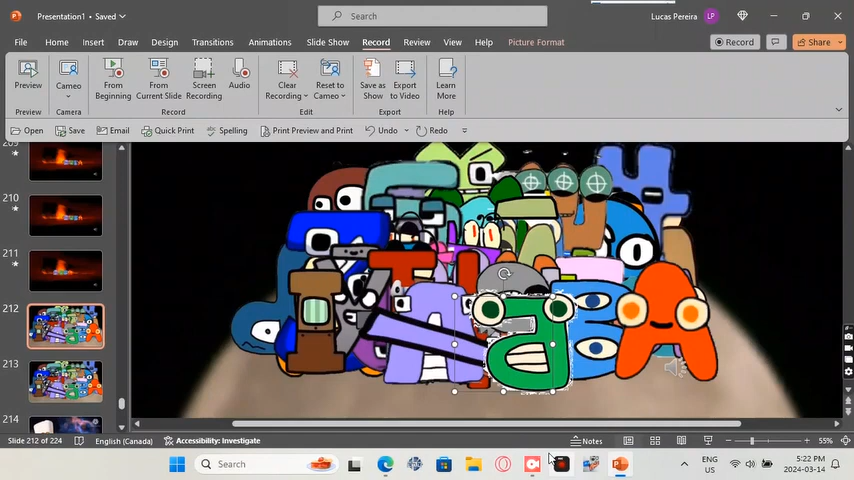 Presentation1 • Saved
Search
Lucas Pereira LP
File Home Insert Draw Design Transitions Animations Slide Show Record Review View Help Picture Format
Record Share
Preview Cameo From Beginning From Current Slide Screen Recording Audio Clear Recording Reset to Cameo Save as Show Export to Video Learn More
Preview Camera Record Edit Export Help
Open Save Email Quick Print abc Spelling Print Preview and Print Undo Redo
209
210
211
212
213
214
Slide 212 of 224 English (Canada) Accessibility: Investigate Notes 55%
Search ENG US 5:22 PM 2024-03-14